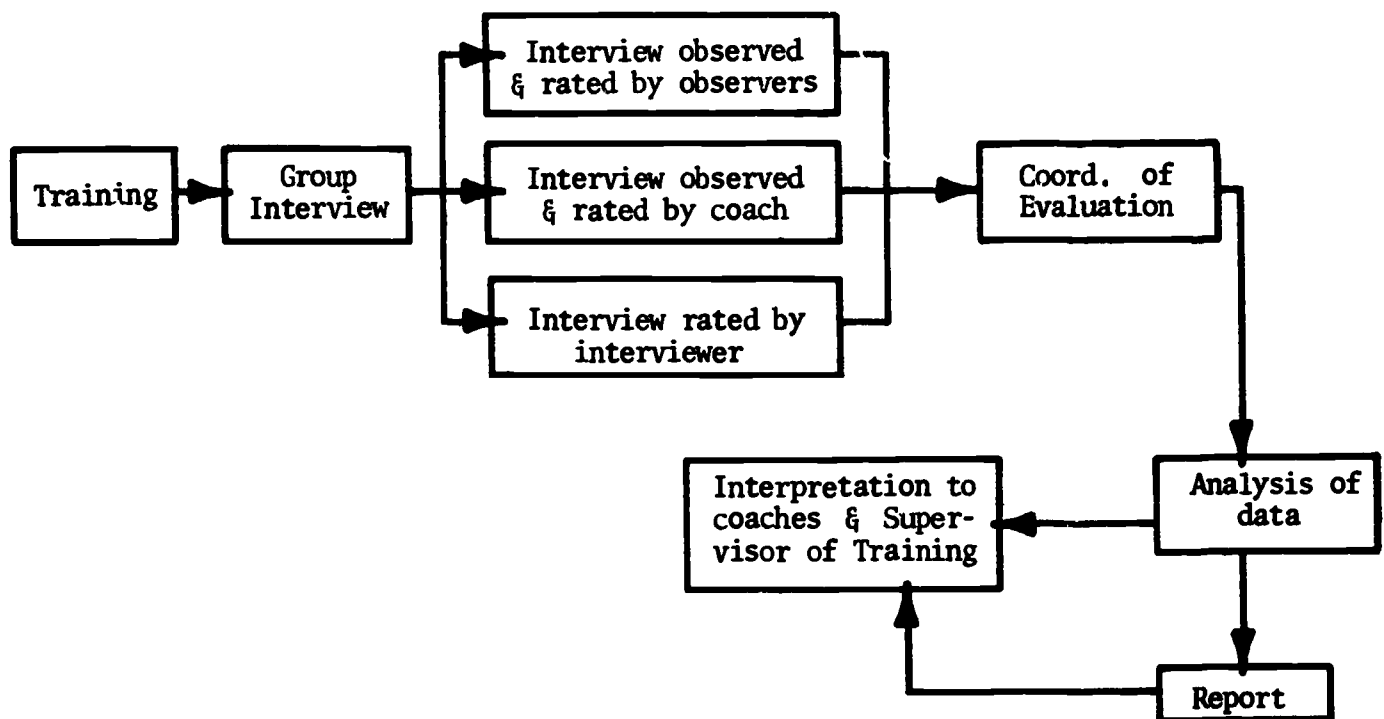 Training
Group
Interview
Interview observed
& rated by observers
Interview observed
& rated by coach
Interview rated by
interviewer
Coord. of
Evaluation
Analysis of
data
Interpretation to
coaches & Super-
visor of Training
Report